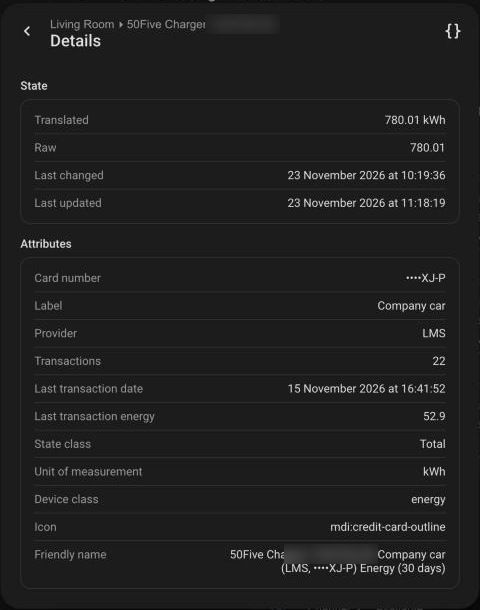 Living Room ▸ 50Five Charger
Details
{}
State
Translated 780.01 kWh
Raw 780.01
Last changed 23 November 2026 at 10:19:36
Last updated 23 November 2026 at 11:18:19
Attributes
Card number ••••XJ-P
Label Company car
Provider LMS
Transactions 22
Last transaction date 15 November 2026 at 16:41:52
Last transaction energy 52.9
State class Total
Unit of measurement kWh
Device class energy
Icon mdi:credit-card-outline
Friendly name 50Five Company car
(LMS, ••••XJ-P) Energy (30 days)